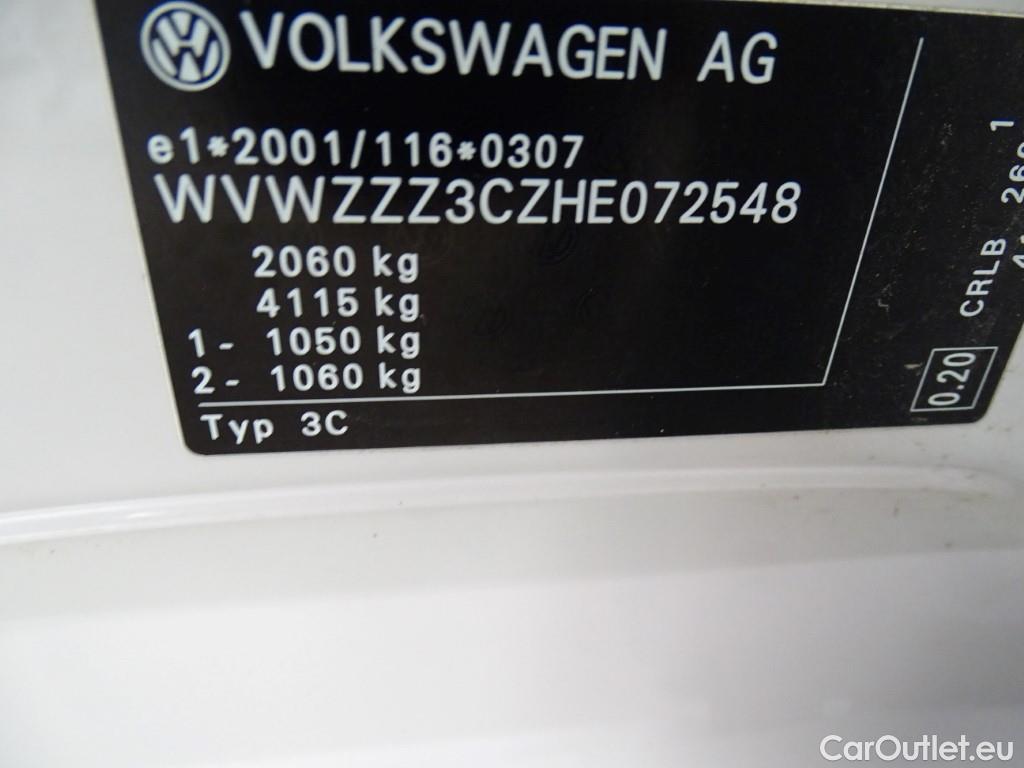 VOLKSWAGEN AG
e1*2001/116*0307
WVWZZZ3CZHE072548
2060 kg
4115 kg
1- 1050 kg
2- 1060 kg
Typ 3C
CRLB
0.20
CarOutlet.eu